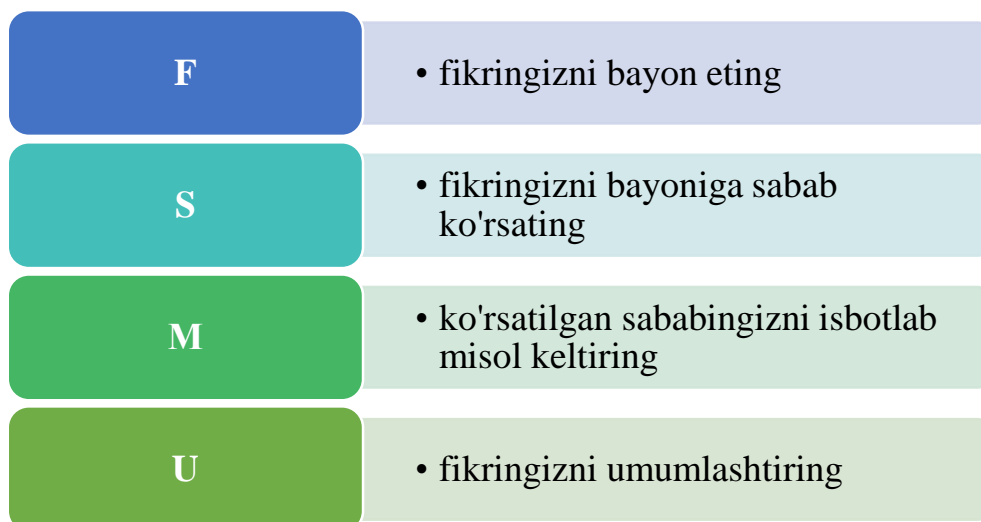 F
• fikringizni bayon eting
S
• fikringizni bayoniga sabab
ko'rsating
M
• ko'rsatilgan sababingizni isbotlab
misol keltiring
U
• fikringizni umumlashtiring